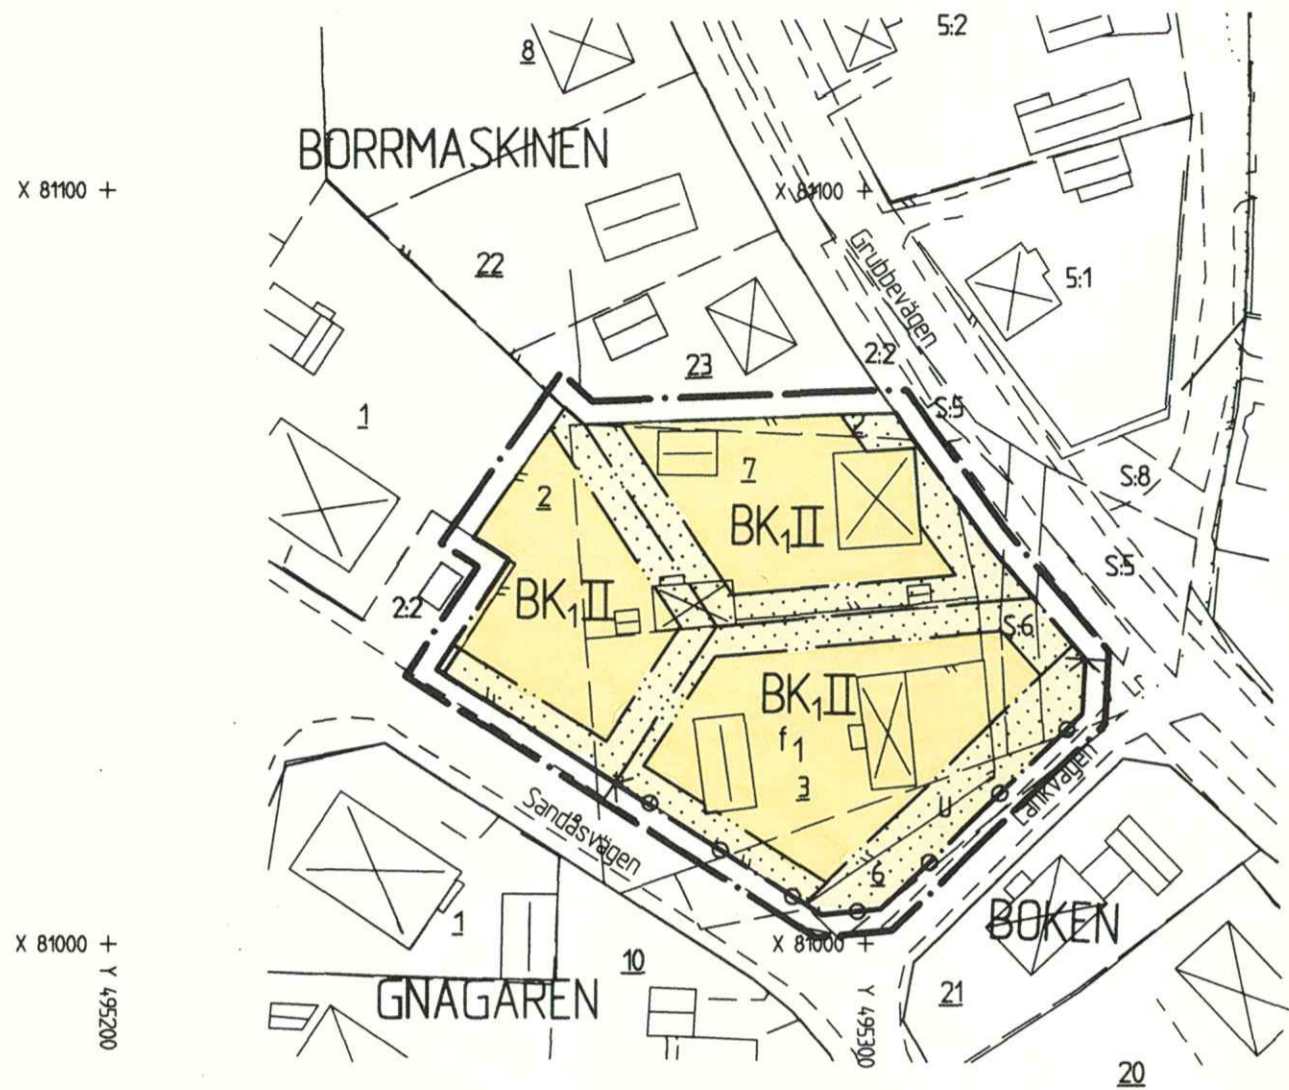 5:2
8
BORRMASKINEN
X 81100
X 81100
22
Grubbevägen
5:1
2:2
23
1
S:5
S:8
7
2
BK₁II
S:5
BK₁II
2:2
S:6
BK₁II
U
f₁
3
Sandåsvägen
U
Länkvägen
U
6
1
BOKEN
X 81000
X 81000
10
GNAGAREN
21
Y 495200
Y 495300
20